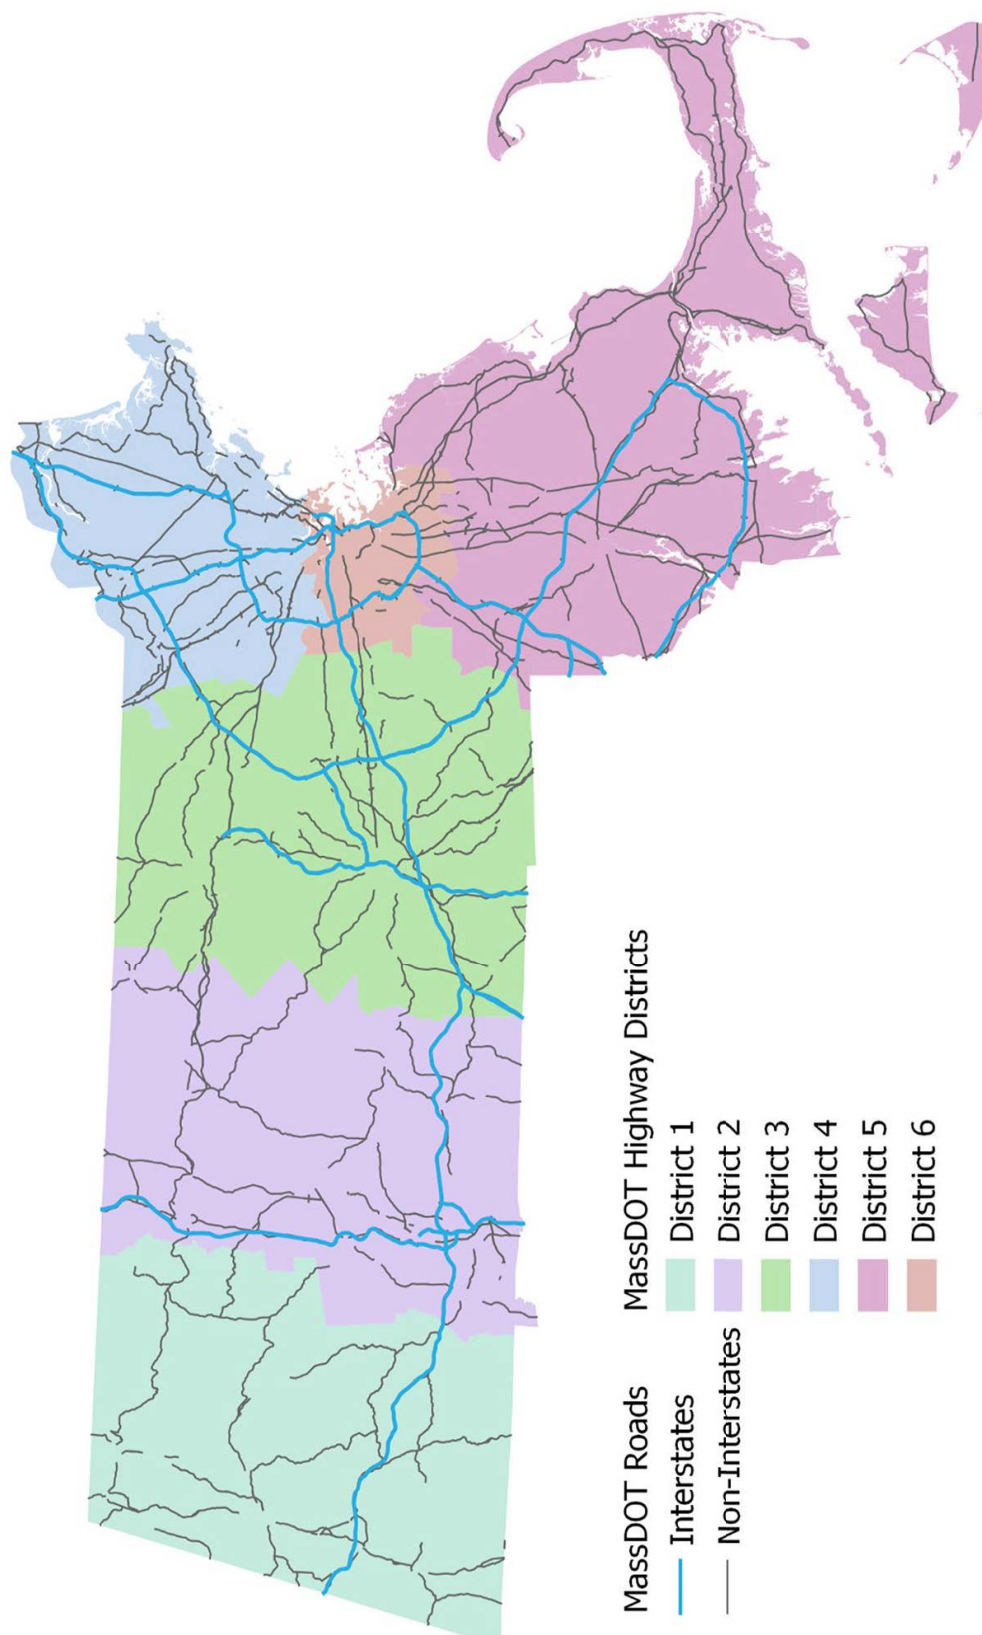 MassDOT Roads
Interstates
Non-Interstates
MassDOT Highway Districts
District 1
District 2
District 3
District 4
District 5
District 6